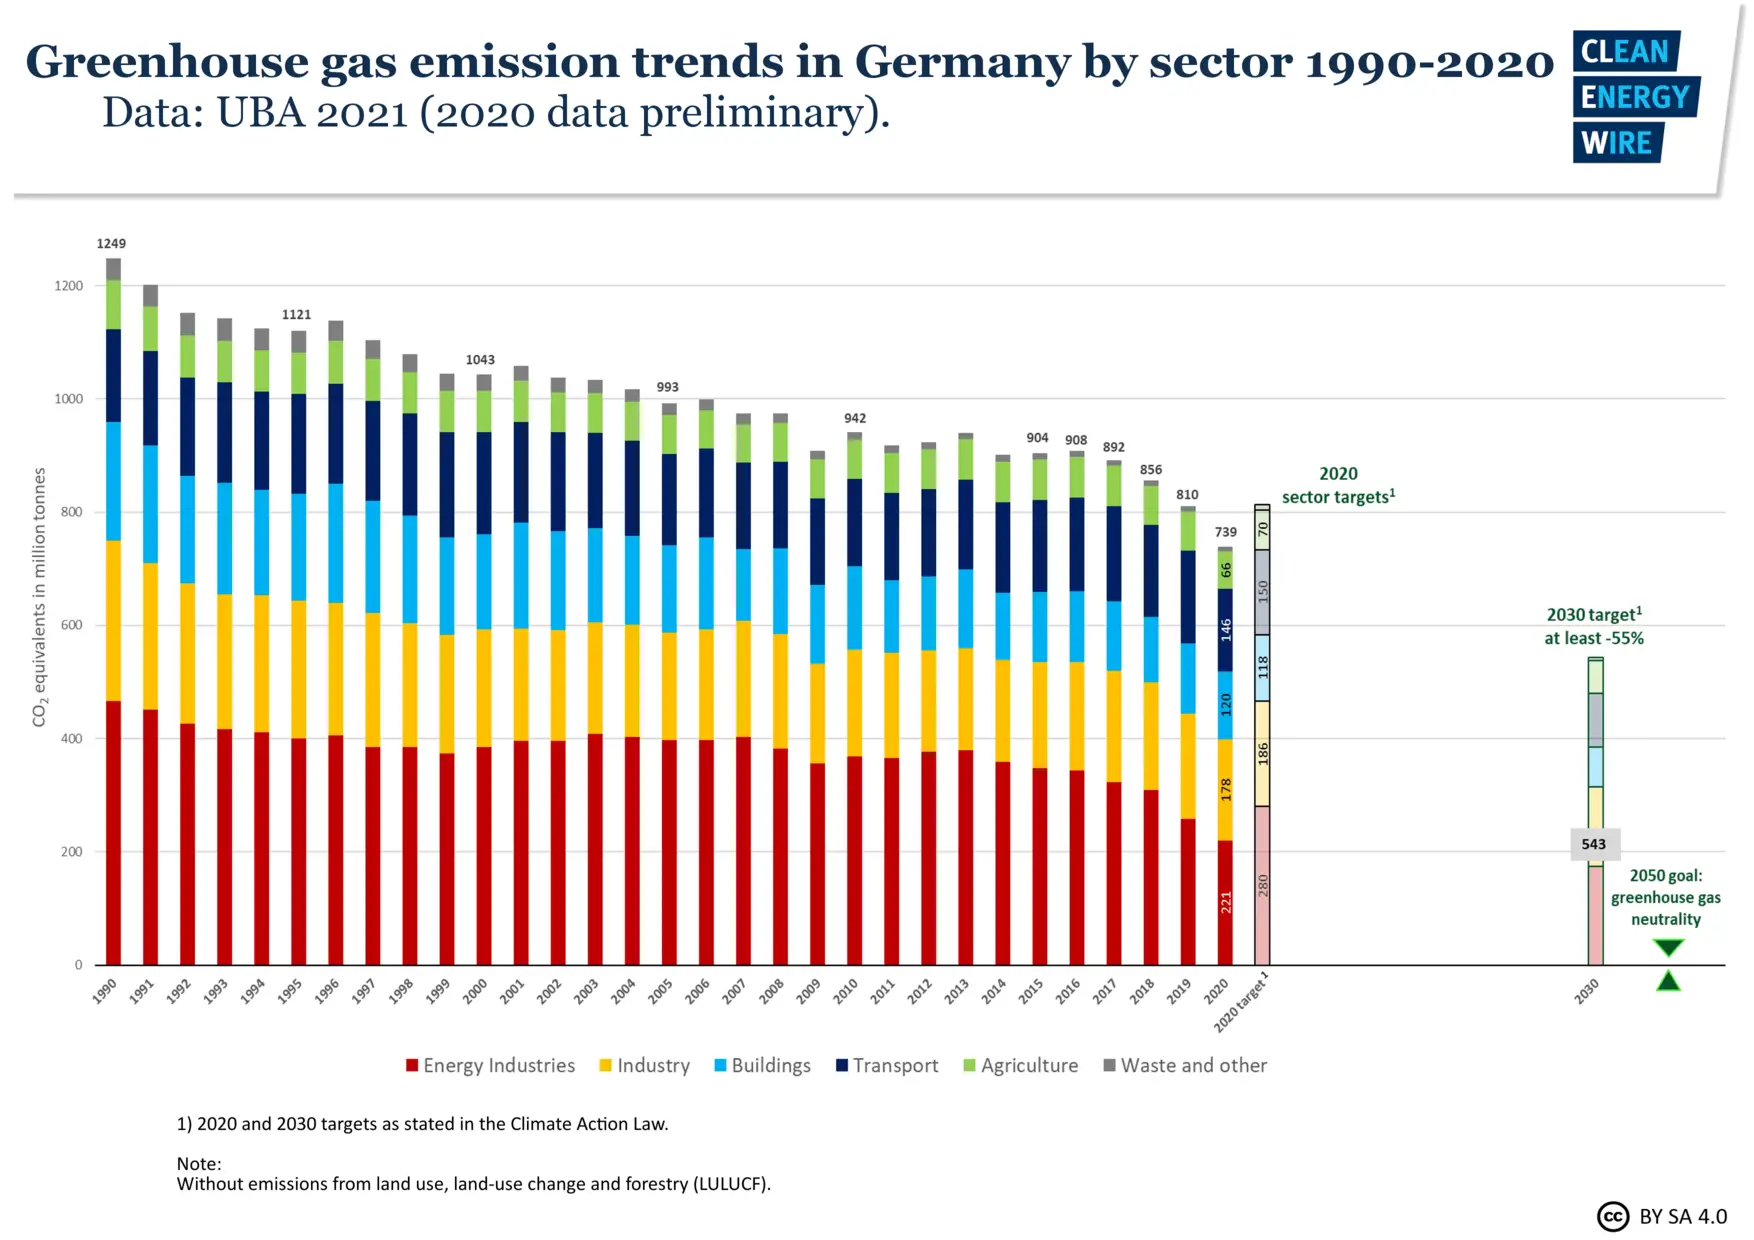 Greenhouse gas emission trends in Germany by sector 1990-2020
Data: UBA 2021 (2020 data preliminary).
CLEAN
ENERGY
WIRE
CO₂ equivalents in million tonnes
1200
1000
800
600
400
200
0
1249
1121
1043
993
942
904
908
892
856
810
739
66
146
120
178
221
70
150
118
186
280
2020
sector targets¹
2030 target¹
at least -55%
543
2050 goal:
greenhouse gas
neutrality
1990
1991
1992
1993
1994
1995
1996
1997
1998
1999
2000
2001
2002
2003
2004
2005
2006
2007
2008
2009
2010
2011
2012
2013
2014
2015
2016
2017
2018
2019
2020
2020 target¹
2030
Energy Industries
Industry
Buildings
Transport
Agriculture
Waste and other
1) 2020 and 2030 targets as stated in the Climate Action Law.
Note:
Without emissions from land use, land-use change and forestry (LULUCF).
cc BY SA 4.0